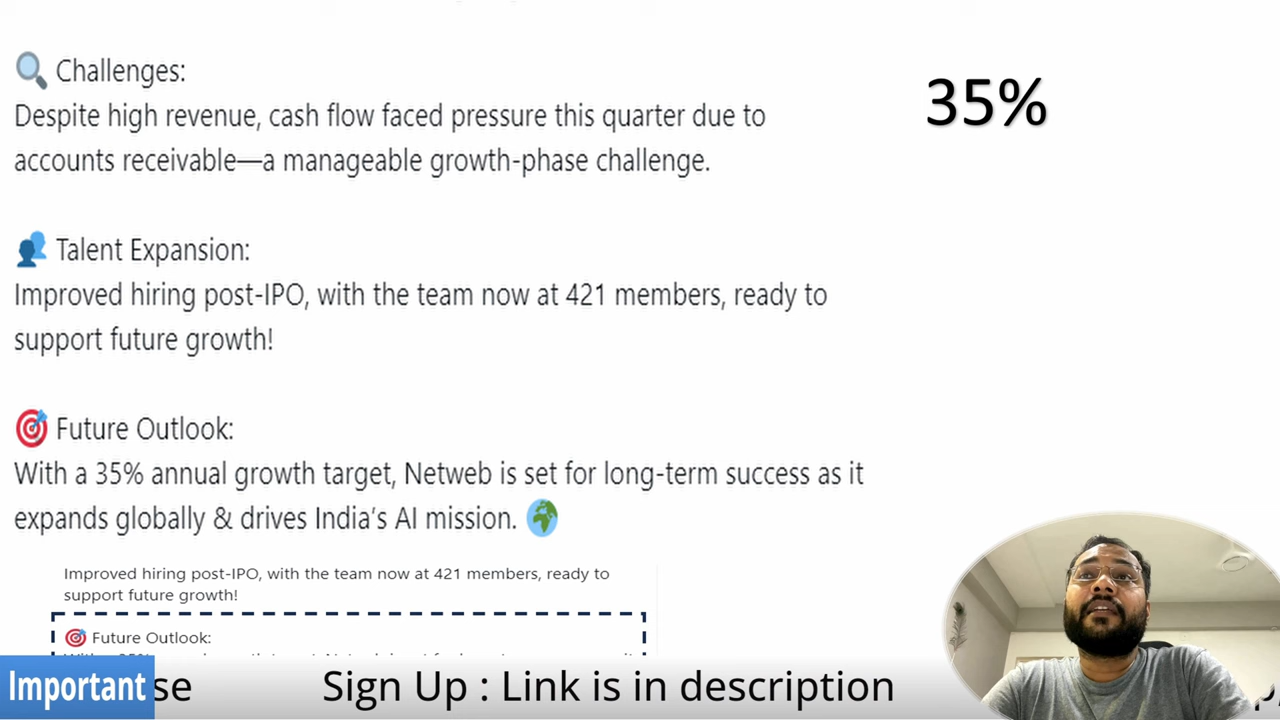 Challenges:
35%
Despite high revenue, cash flow faced pressure this quarter due to
accounts receivable—a manageable growth-phase challenge.
Talent Expansion:
Improved hiring post-IPO, with the team now at 421 members, ready to
support future growth!
Future Outlook:
With a 35% annual growth target, Netweb is set for long-term success as it
expands globally & drives India's AI mission.
Improved hiring post-IPO, with the team now at 421 members, ready to
support future growth!
Future Outlook:
Important se Sign Up : Link is in description